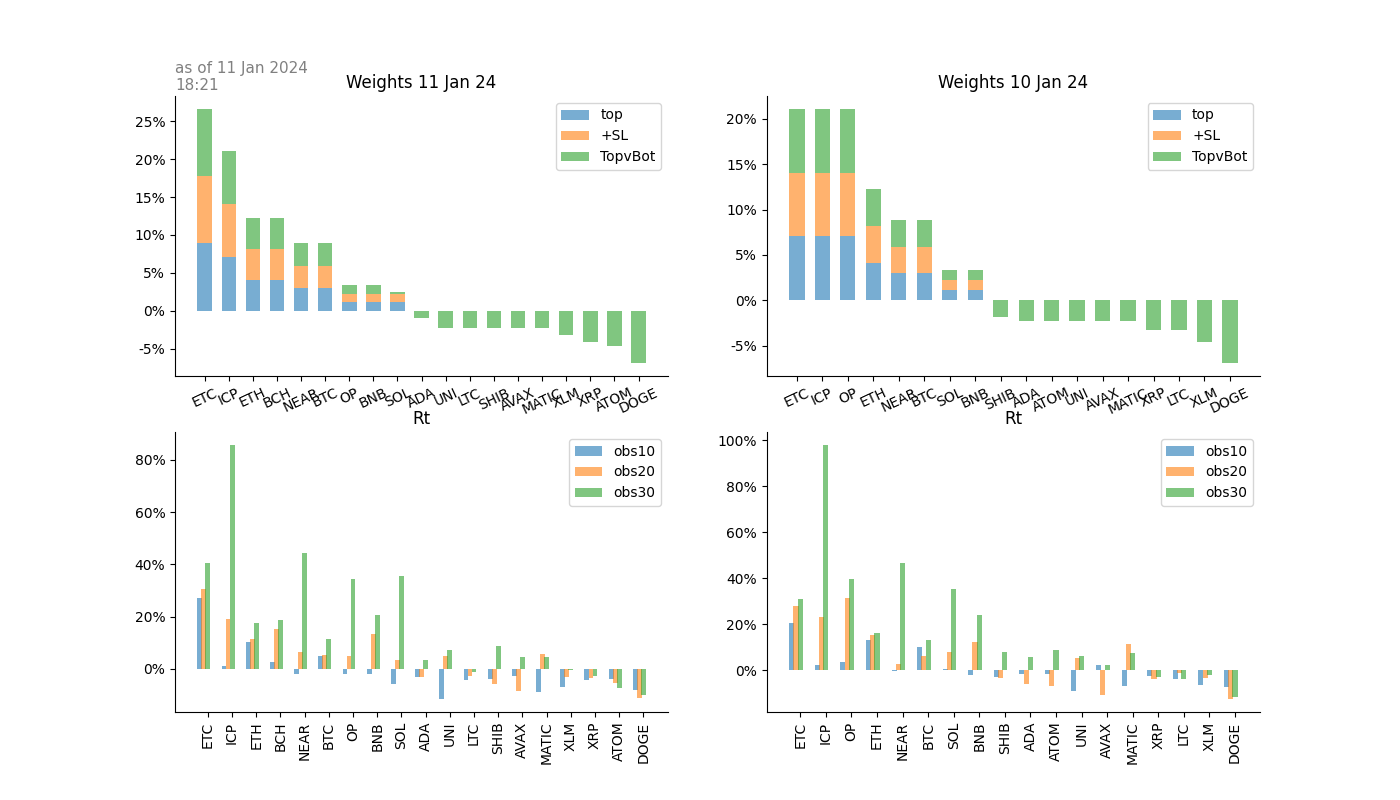 as of 11 Jan 2024
18:21
Weights 11 Jan 24
25%
20%
15%
10%
5%
0%
-5%
top
+SL
TopvBot
ETC ICP ETH BCH NEAR BTC OP BNB SOL ADA UNI LTC SHIB AVAX MATIC XLM XRP ATOM DOGE
Weights 10 Jan 24
20%
15%
10%
5%
0%
-5%
top
+SL
TopvBot
ETC ICP OP ETH NEAR BTC SOL BNB SHIB ADA ATOM UNI AVAX MATIC XRP LTC XLM DOGE
Rt
80%
60%
40%
20%
0%
obs10
obs20
obs30
ETC ICP ETH BCH NEAR BTC OP BNB SOL ADA UNI LTC SHIB AVAX MATIC XLM XRP ATOM DOGE
Rt
100%
80%
60%
40%
20%
0%
obs10
obs20
obs30
ETC ICP OP ETH NEAR BTC SOL BNB SHIB ADA ATOM UNI AVAX MATIC XRP LTC XLM DOGE